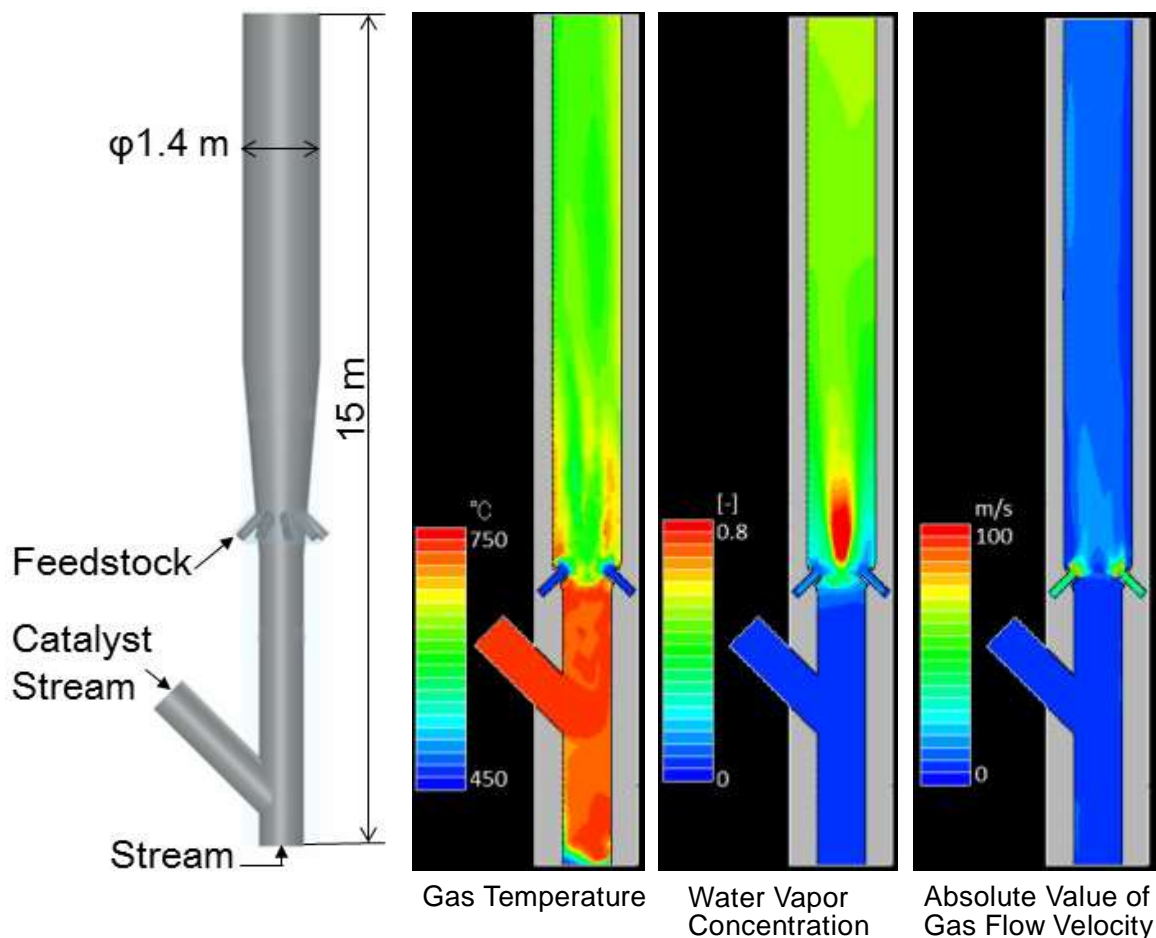 φ1.4 m
15 m
Feedstock
Catalyst
Stream
Stream
°C
750
450
Gas Temperature
[-]
0.8
0
Water Vapor
Concentration
m/s
100
0
Absolute Value of
Gas Flow Velocity